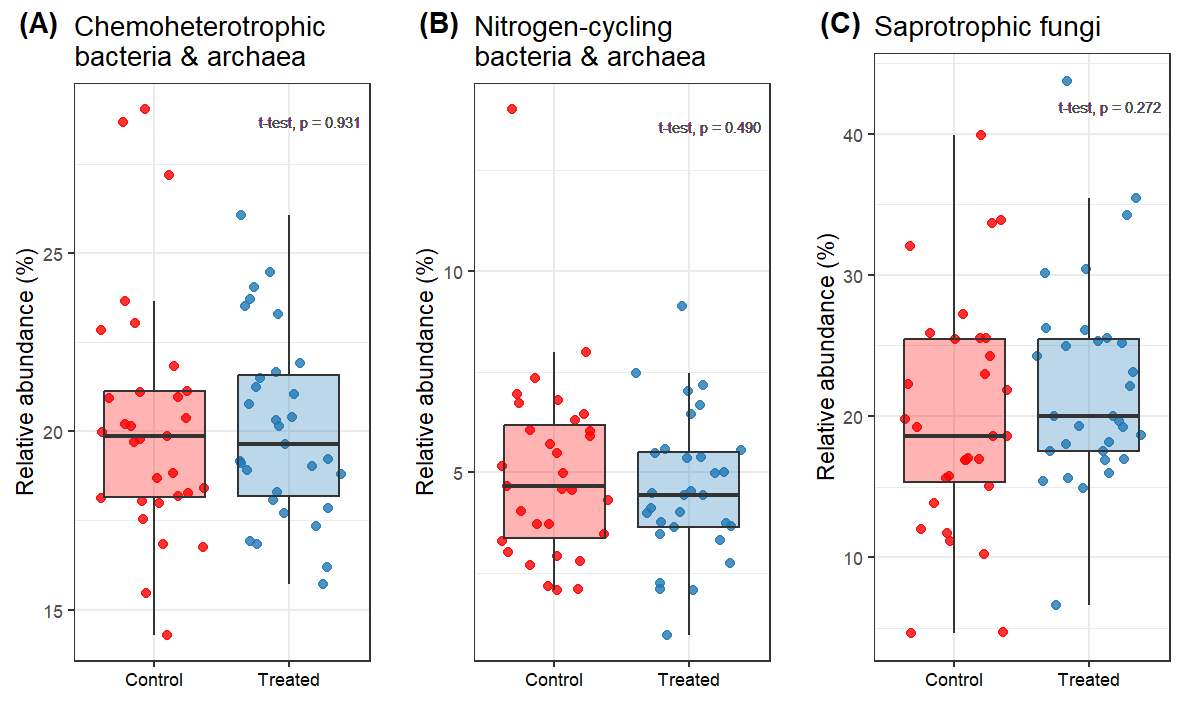 (A) Chemoheterotrophic
bacteria & archaea
t-test, p = 0.931
Relative abundance (%)
25
20
15
Control Treated
(B) Nitrogen-cycling
bacteria & archaea
t-test, p = 0.490
Relative abundance (%)
10
5
Control Treated
(C) Saprotrophic fungi
t-test, p = 0.272
Relative abundance (%)
40
30
20
10
Control Treated